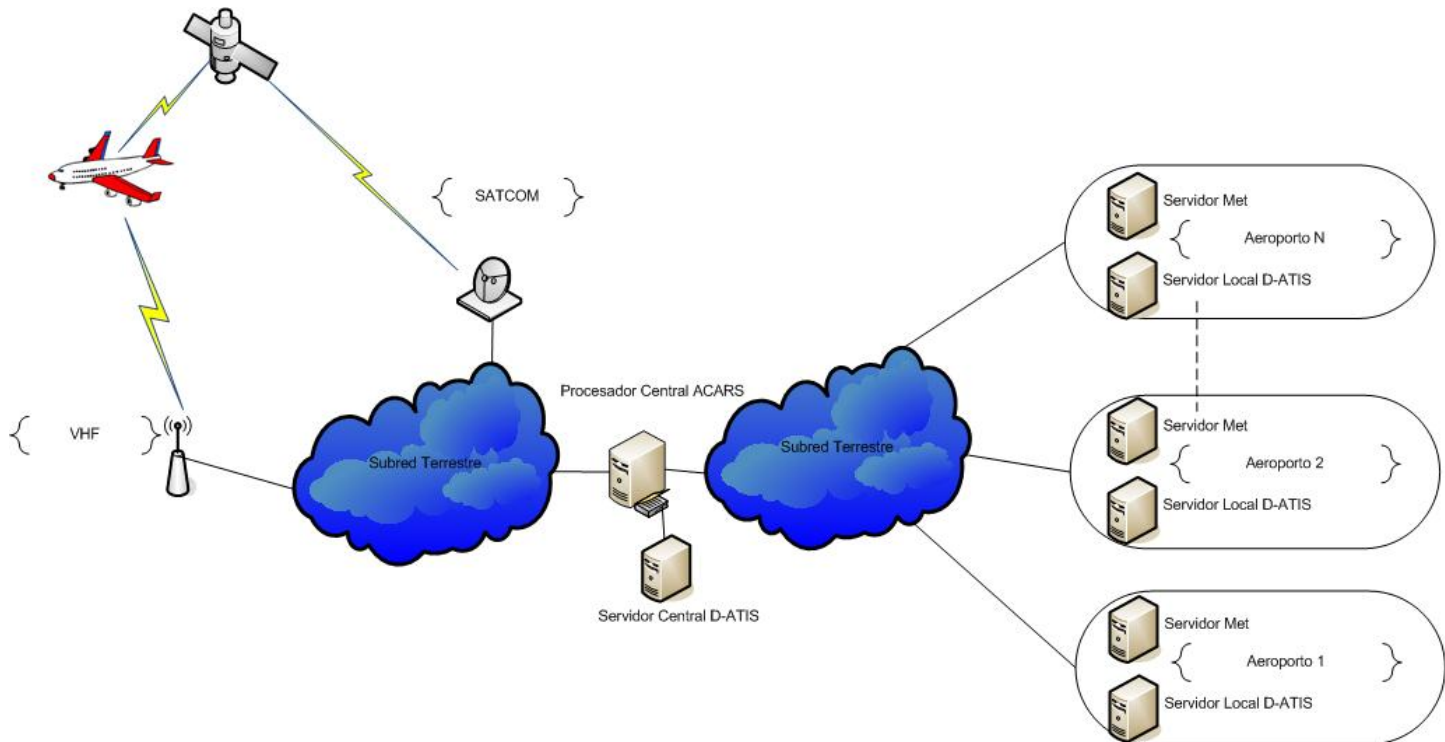 SATCOM
VHF
Subred Terrestre
Procesador Central ACARS
Servidor Central D-ATIS
Subred Terrestre
Servidor Met
Aeroporto N
Servidor Local D-ATIS
Servidor Met
Aeroporto 2
Servidor Local D-ATIS
Servidor Met
Aeroporto 1
Servidor Local D-ATIS